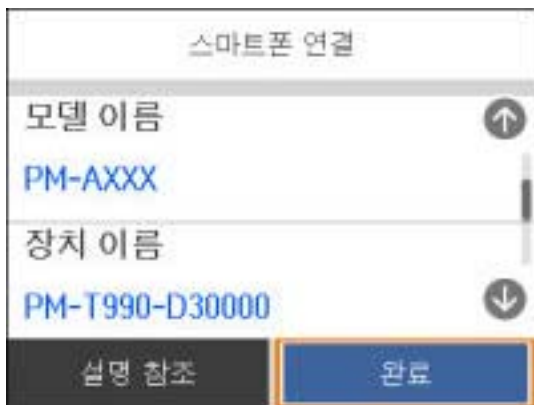 스마트폰 연결
모델 이름
PM-AXXX
장치 이름
PM-T990-D30000
설명 참조
완료